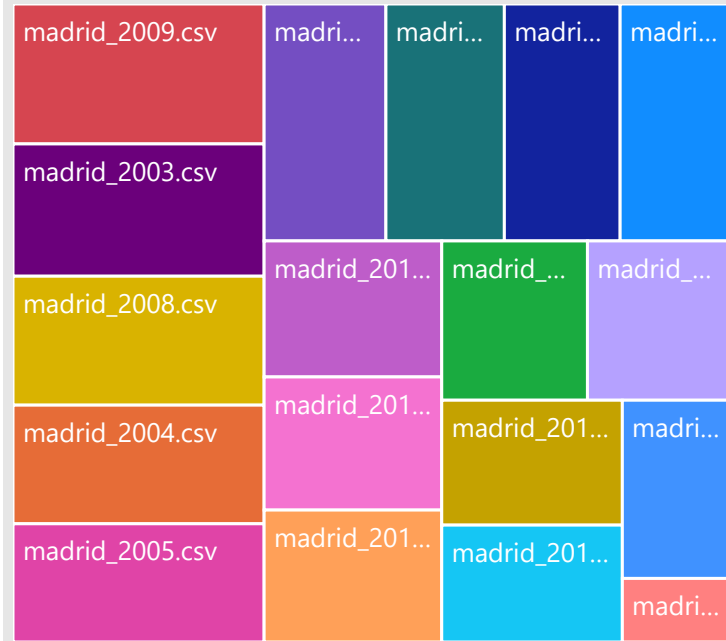 madrid_2009.csv
madri...
madri...
madri...
madri...
madrid_2003.csv
madrid_2008.csv
madrid_2004.csv
madrid_2005.csv
madrid_201...
madrid_...
madrid_...
madrid_201...
madrid_201...
madrid_201...
madri...
madrid_201...
madri...